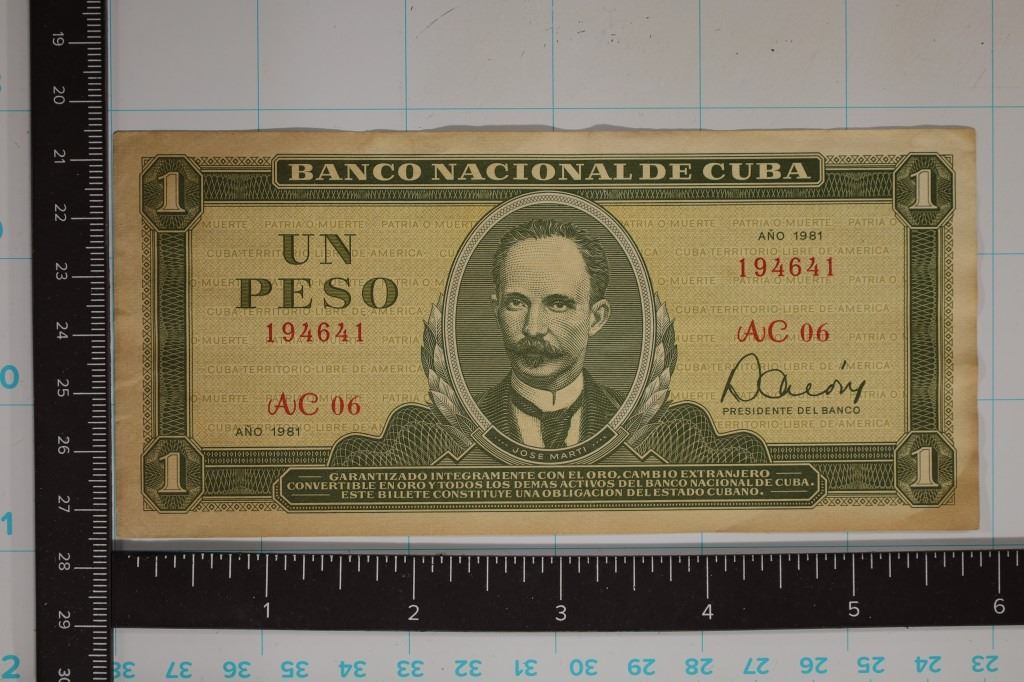 BANCO NACIONAL DE CUBA
1
1
PATRIA O MUERTE
CUBA·TERRITORIO LIBRE DE AMERICA
UN
PESO
194641
AC 06
AÑO 1981
AÑO 1981
194641
AC 06
PRESIDENTE DEL BANCO
JOSE MARTI
1
1
GARANTIZADO INTEGRAMENTE CON EL ORO, CAMBIO EXTRANJERO
CONVERTIBLE EN ORO Y TODOS LOS DEMAS ACTIVOS DEL BANCO NACIONAL DE CUBA.
ESTE BILLETE CONSTITUYE UNA OBLIGACION DEL ESTADO CUBANO.
19
20
21
22
23
24
25
26
27
28
29
30
1 2 3 4 5 6
38 37 36 35 34 33 32 31 30 29 28 27 26 25 24 23
0
1
2